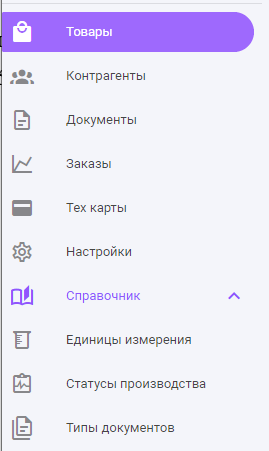 Товары
Контрагенты
Документы
Заказы
Тех карты
Настройки
Справочник
Единицы измерения
Статусы производства
Типы документов